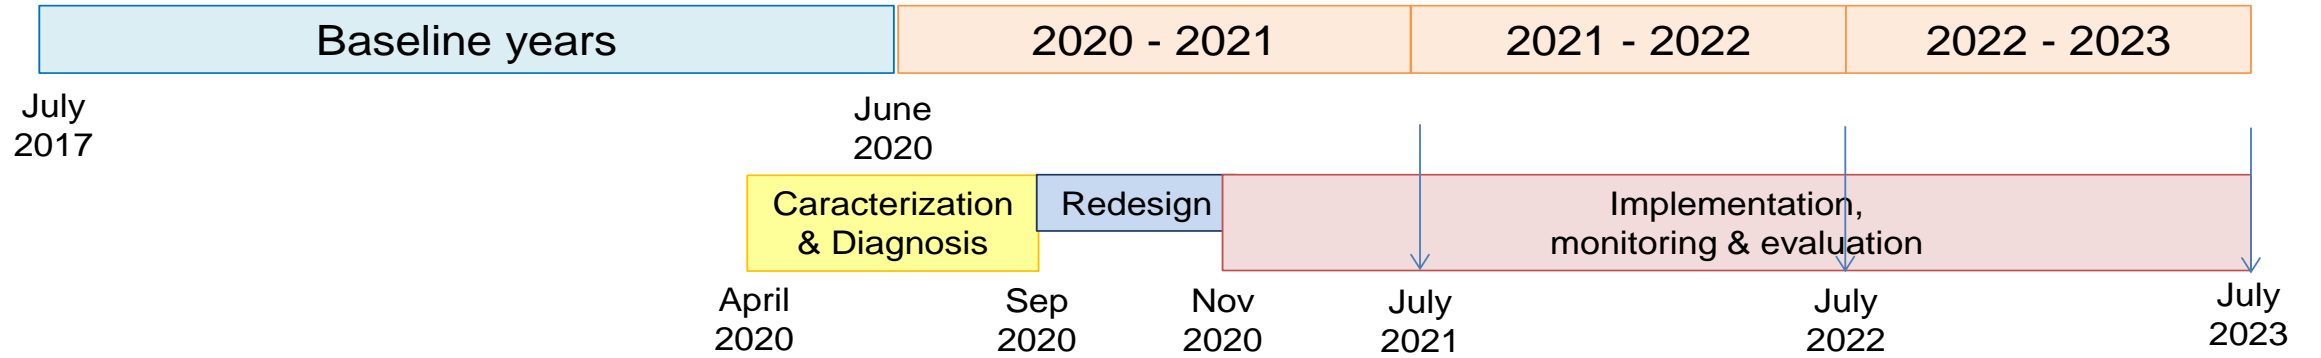 Baseline years
2020 - 2021
2021 - 2022
2022 - 2023
July
2017
June
2020
Caracterization
& Diagnosis
Redesign
Implementation,
monitoring & evaluation
April
2020
Sep
2020
Nov
2020
July
2021
July
2022
July
2023